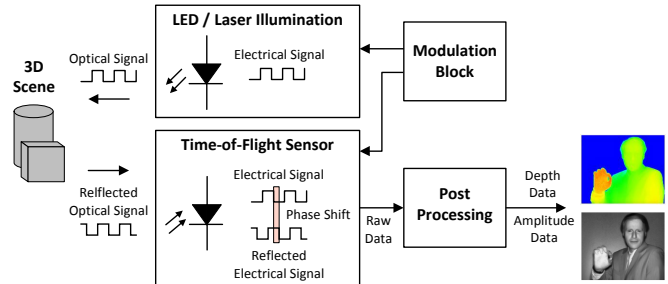 LED / Laser Illumination
Optical Signal
Electrical Signal
Modulation
Block
3D
Scene
Time-of-Flight Sensor
Electrical Signal
Phase Shift
Relflected
Optical Signal
Reflected
Electrical Signal
Raw
Data
Post
Processing
Depth
Data
Amplitude
Data